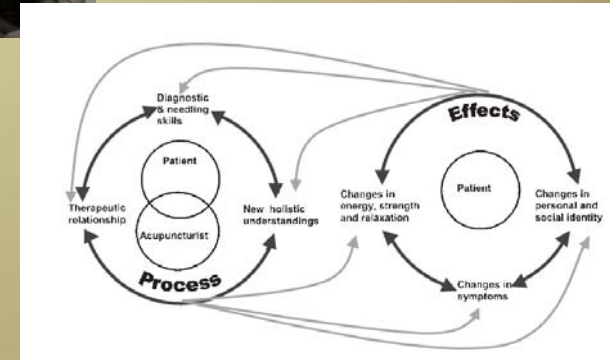 Diagnostic
& needling
skills
Patient
Therapeutic
relationship
New holistic
understandings
Acupuncturist
Process
Effects
Patient
Changes in
energy, strength
and relaxation
Changes in
personal and
social identity
Changes in
symptoms